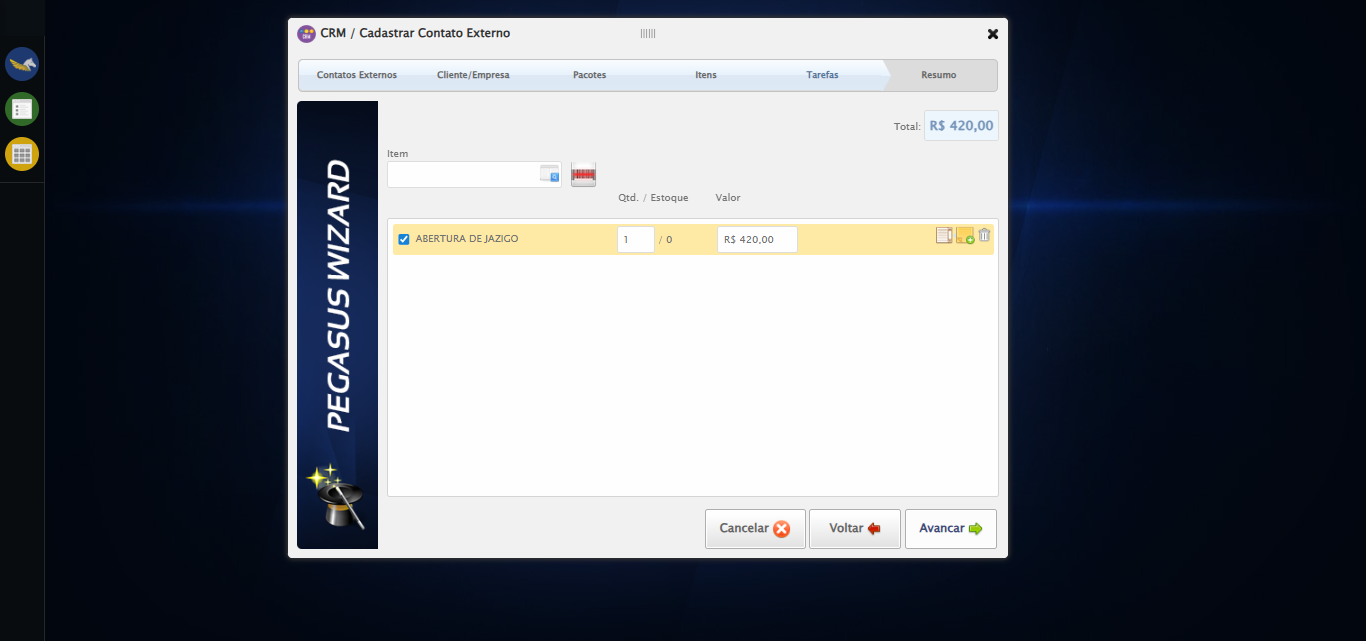 CRM / Cadastrar Contato Externo
Contatos Externos Cliente/Empresa Pacotes Itens Tarefas Resumo
Total: R$ 420,00
Item
Qtd. / Estoque Valor
ABERTURA DE JAZIGO 1 / 0 R$ 420,00
PEGASUS WIZARD
Cancelar Voltar Avancar